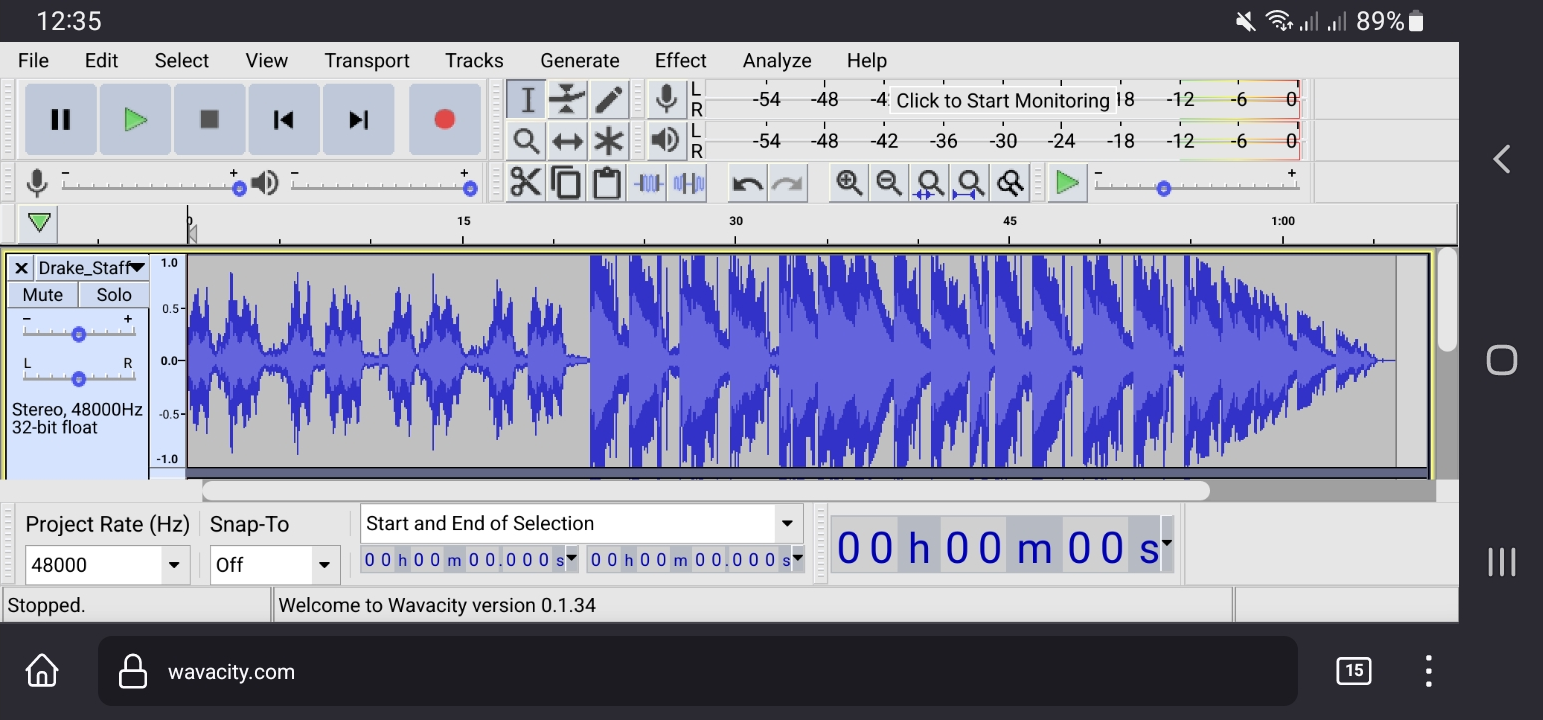 12:35 89%
File Edit Select View Transport Tracks Generate Effect Analyze Help
L
R
-54 -48 -4 Click to Start Monitoring 18 -12 -6 0
L
R
-54 -48 -42 -36 -30 -24 -18 -12 -6 0
- + - + - +
0 15 30 45 1:00
× Drake_Staff
Mute Solo
- +
L R
Stereo, 48000Hz
32-bit float
1.0
0.5-
0.0-
-0.5-
-1.0
Project Rate (Hz) Snap-To Start and End of Selection
48000 Off 00h00m00.000s 00h00m00.000s 00h00m00s
Stopped. Welcome to Wavacity version 0.1.34
wavacity.com 15